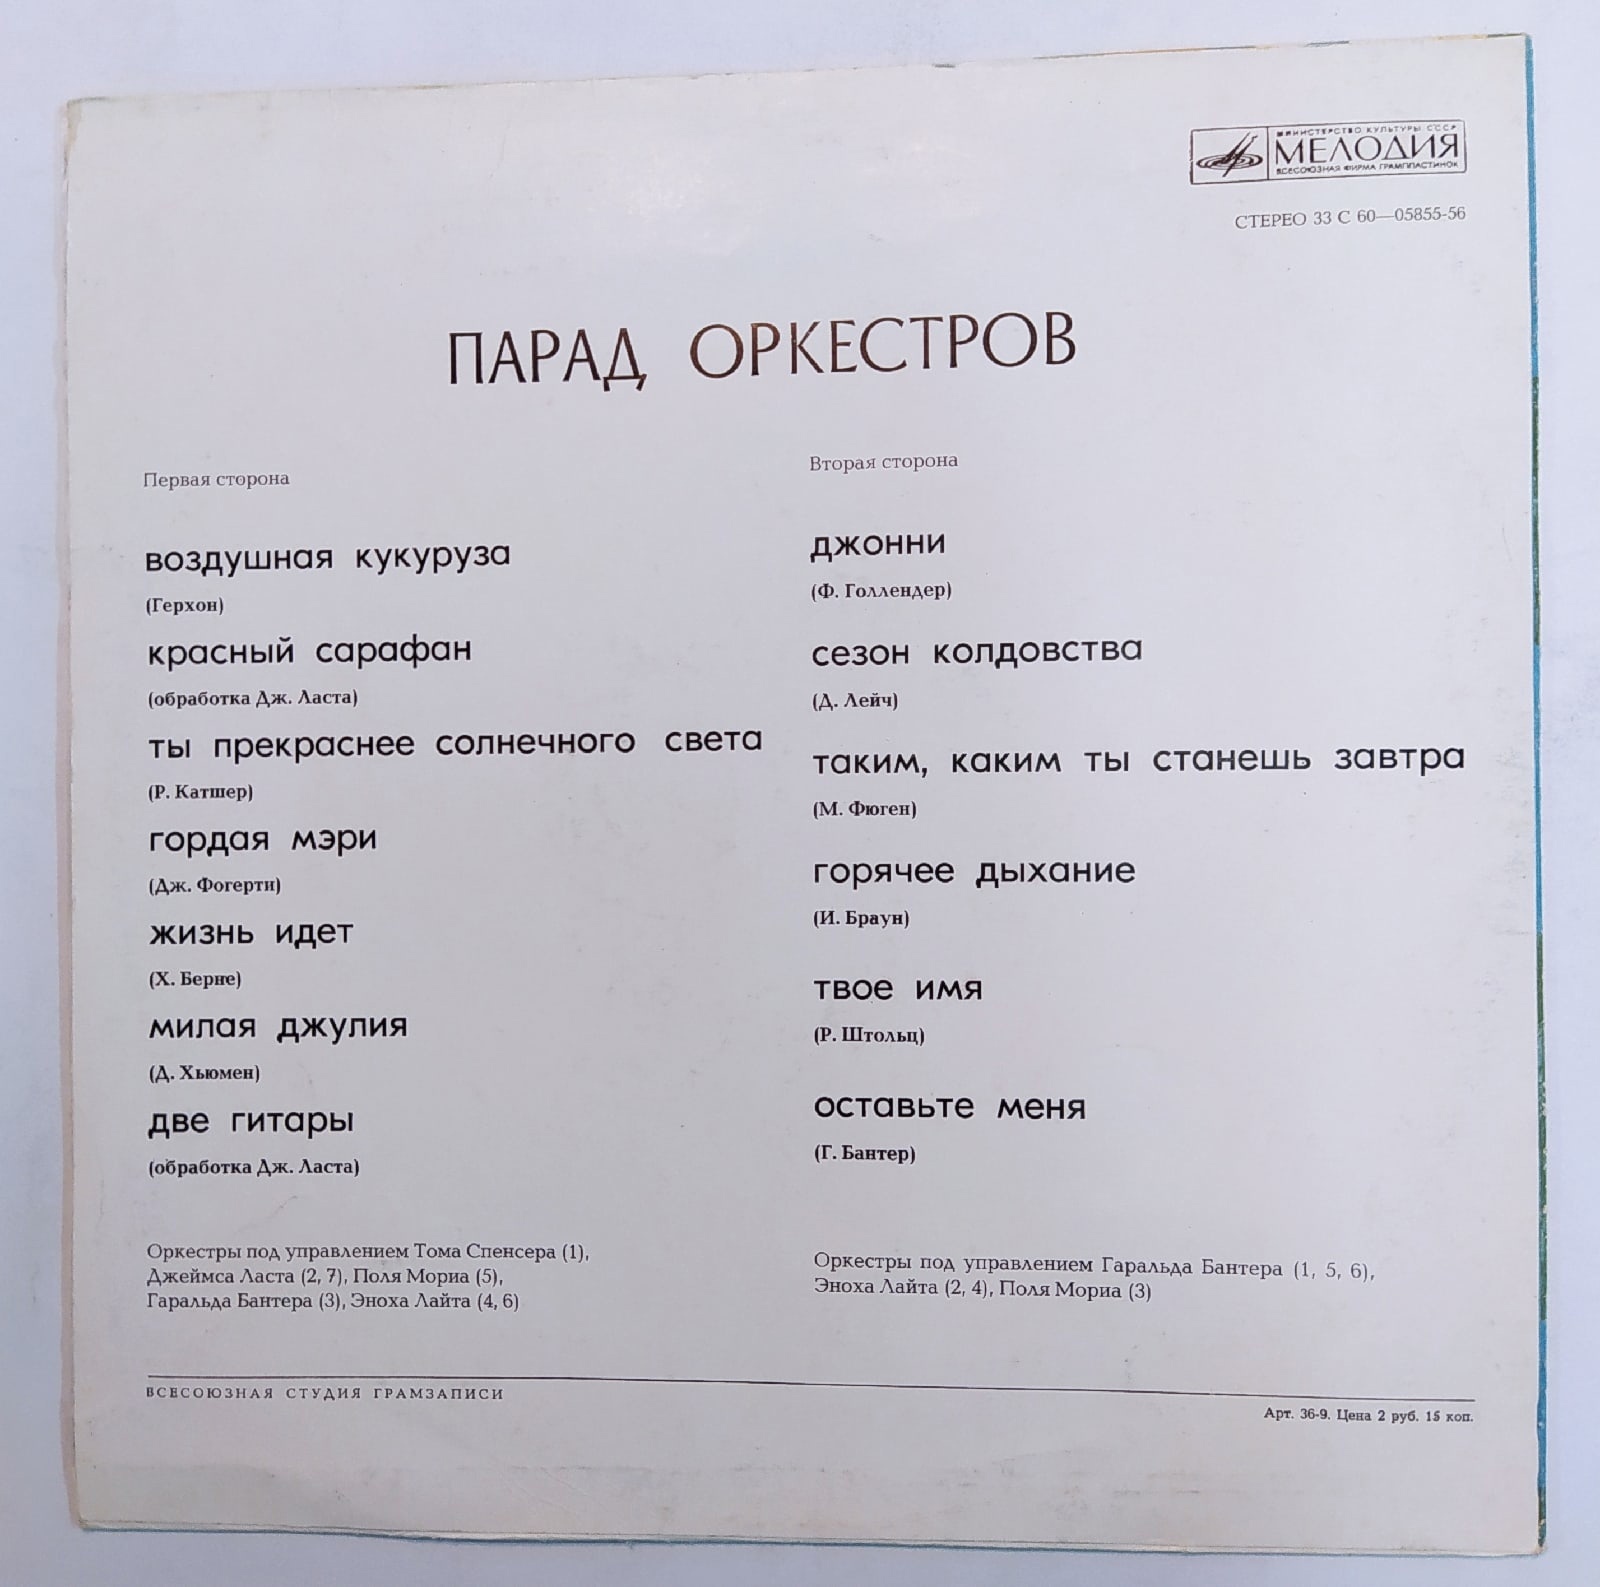 МИНИСТЕРСТВО КУЛЬТУРЫ СССР
МЕЛОДИЯ
ВСЕСОЮЗНАЯ ФИРМА ГРАМПЛАСТИНОК
СТЕРЕО 33 С 60—05855-56
ПАРАД ОРКЕСТРОВ
Первая сторона
воздушная кукуруза
(Герхон)
красный сарафан
(обработка Дж. Ласта)
ты прекраснее солнечного света
(Р. Катшер)
гордая мэри
(Дж. Фогерти)
жизнь идет
(Х. Берне)
милая джулия
(Д. Хьюмен)
две гитары
(обработка Дж. Ласта)
Оркестры под управлением Тома Спенсера (1),
Джеймса Ласта (2, 7), Поля Мориа (5),
Гаральда Бантера (3), Эноха Лайта (4, 6)
Вторая сторона
джонни
(Ф. Голлендер)
сезон колдовства
(Д. Лейч)
таким, каким ты станешь завтра
(М. Фюген)
горячее дыхание
(И. Браун)
твое имя
(Р. Штольц)
оставьте меня
(Г. Бантер)
Оркестры под управлением Гаральда Бантера (1, 5, 6),
Эноха Лайта (2, 4), Поля Мориа (3)
ВСЕСОЮЗНАЯ СТУДИЯ ГРАМЗАПИСИ
Арт. 36-9. Цена 2 руб. 15 коп.